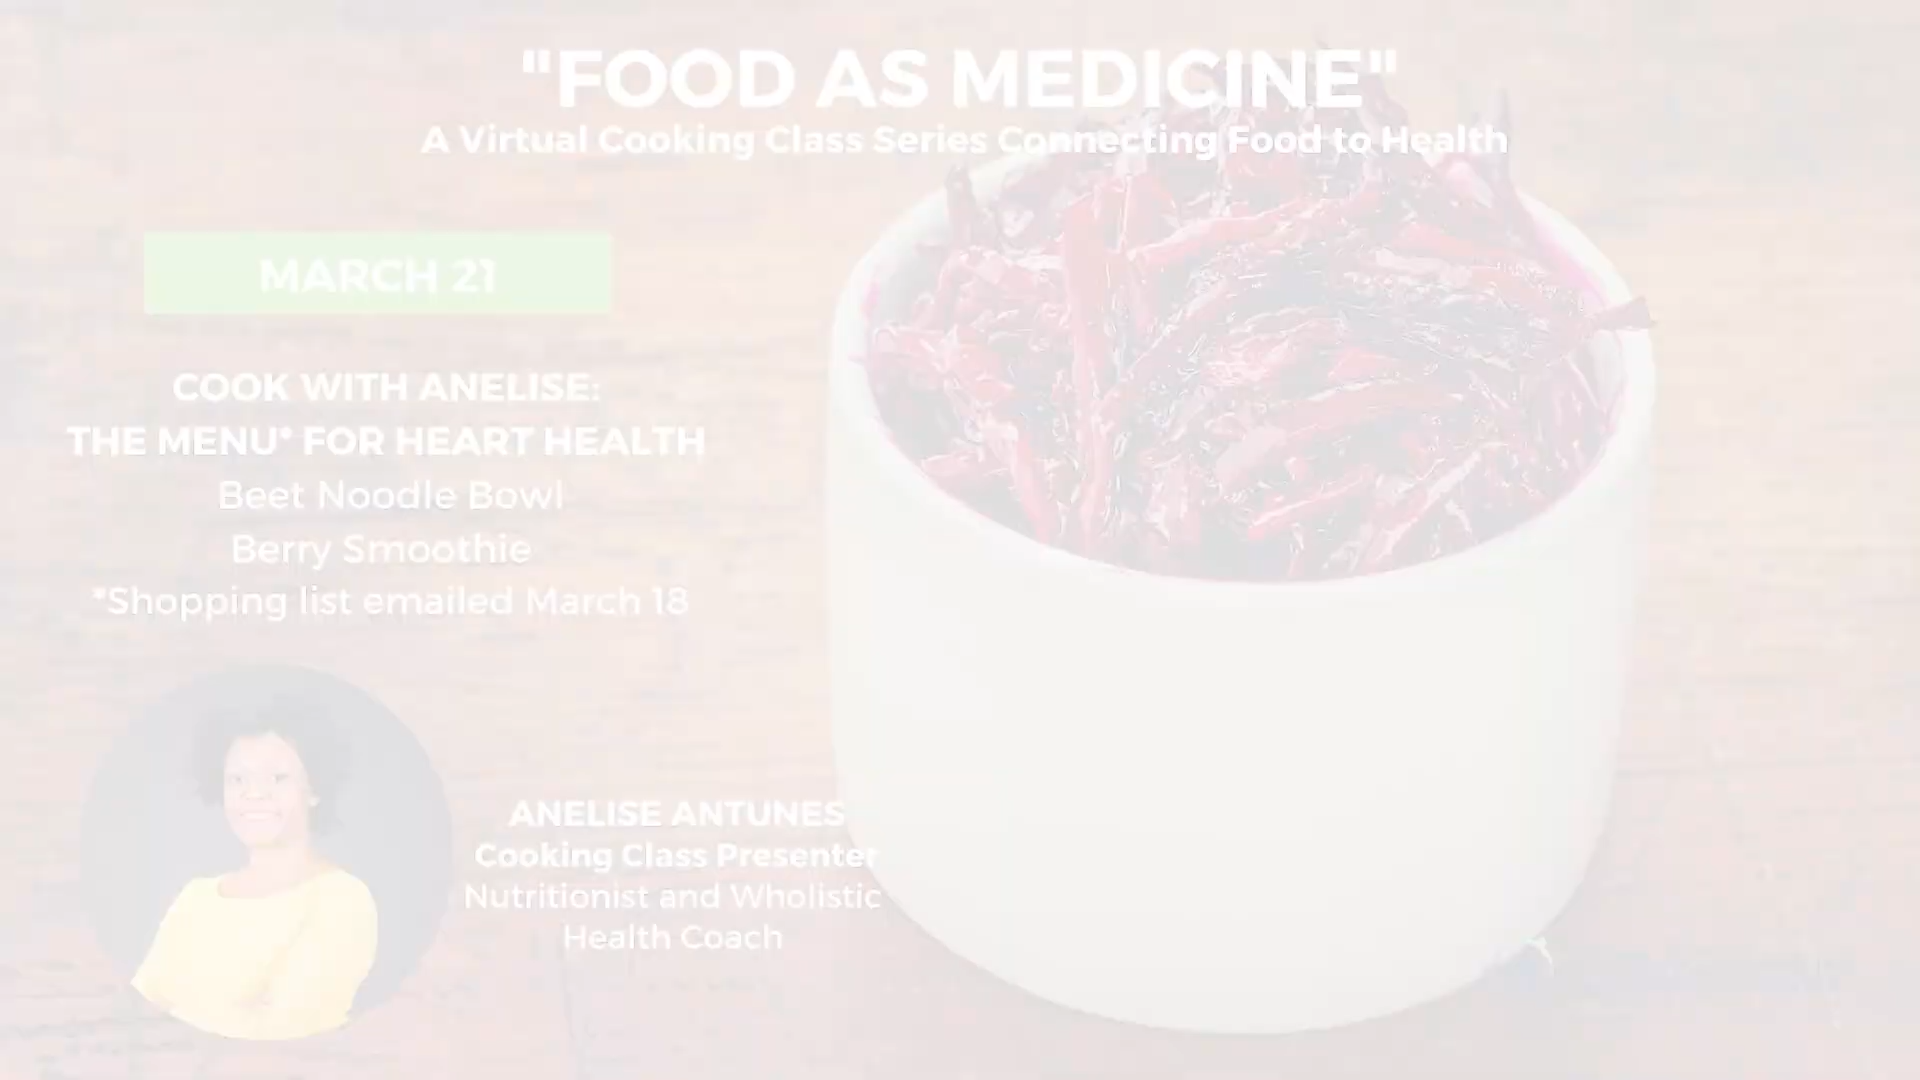 "FOOD AS MEDICINE"
A Virtual Cooking Class Series Connecting Food to Health
MARCH 21
COOK WITH ANELISE:
THE MENU* FOR HEART HEALTH
Beet Noodle Bowl
Berry Smoothie
*Shopping list emailed March 18
ANELISE ANTUNES
Cooking Class Presenter
Nutritionist and Wholistic
Health Coach